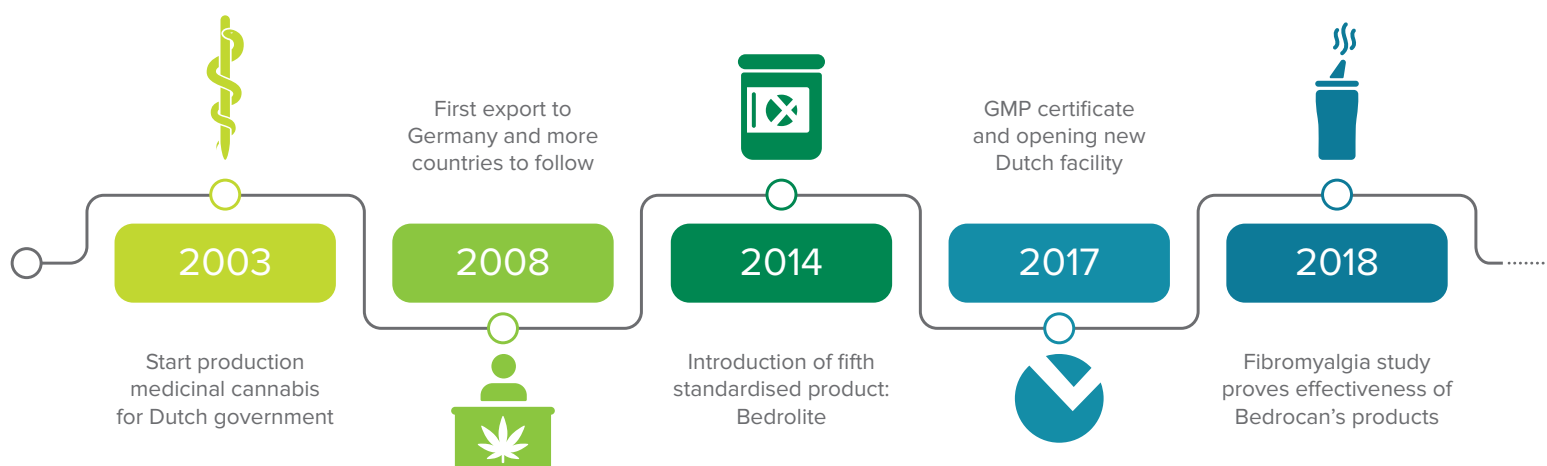 2003
Start production
medicinal cannabis
for Dutch government
First export to
Germany and more
countries to follow
2008
2014
Introduction of fifth
standardised product:
Bedrolite
GMP certificate
and opening new
Dutch facility
2017
2018
Fibromyalgia study
proves effectiveness of
Bedrocan’s products